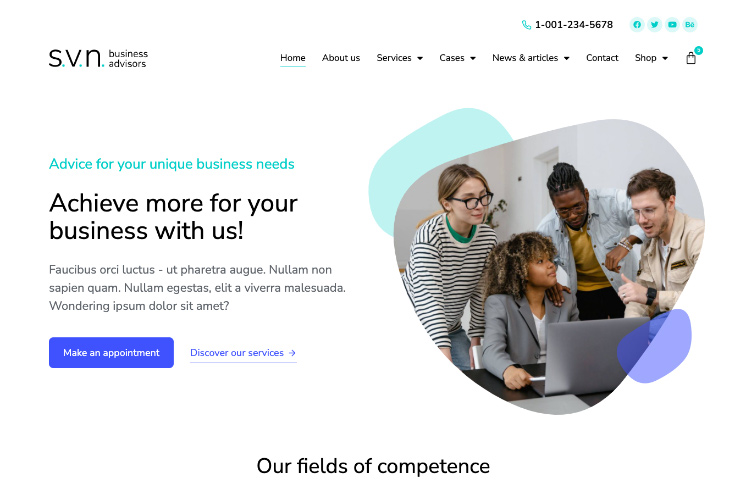 1-001-234-5678
Bē
s.v.n. business
advisors
Home About us Services Cases News & articles Contact Shop 0
Advice for your unique business needs
Achieve more for your
business with us!
Faucibus orci luctus - ut pharetra augue. Nullam non
sapien quam. Nullam egestas, elit a viverra malesuada.
Wondering ipsum dolor sit amet?
Make an appointment Discover our services →
Our fields of competence